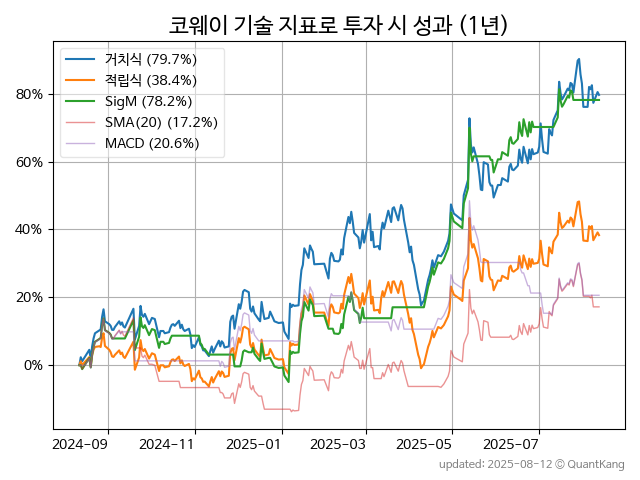 코웨이 기술 지표로 투자 시 성과 (1년)
거치식 (79.7%)
적립식 (38.4%)
SigM (78.2%)
SMA(20) (17.2%)
MACD (20.6%)
80%
60%
40%
20%
0%
2024-09 2024-11 2025-01 2025-03 2025-05 2025-07
updated: 2025-08-12 © QuantKang